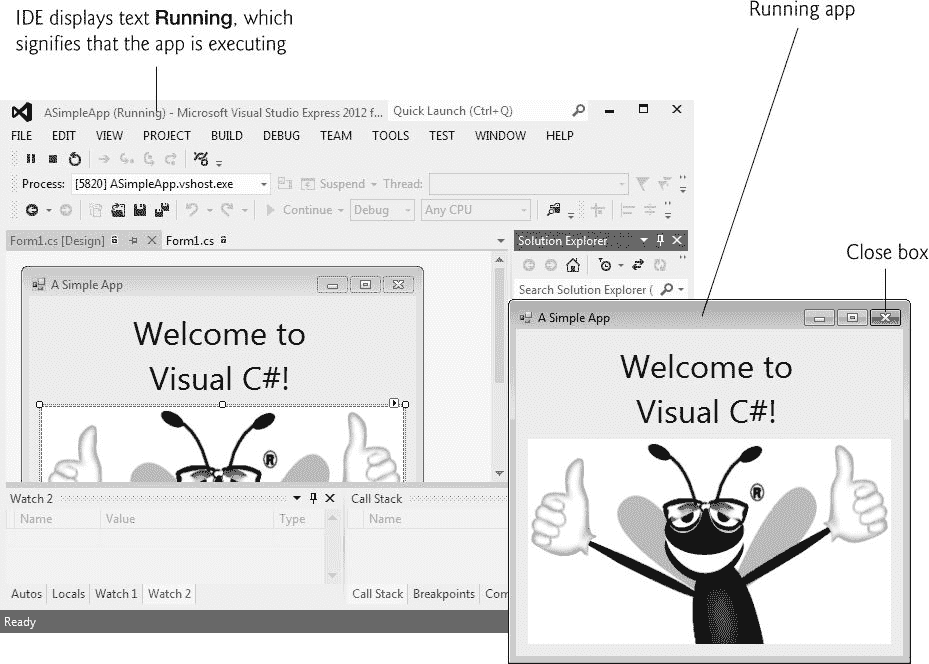 IDE displays text Running, which
signifies that the app is executing
Running app
ASimpleApp (Running) - Microsoft Visual Studio Express 2012 f... Quick Launch (Ctrl+Q)
FILE EDIT VIEW PROJECT BUILD DEBUG TEAM TOOLS TEST WINDOW HELP
Process: [5820] ASimpleApp.vshost.exe Suspend Thread:
Continue Debug Any CPU
Form1.cs [Design] Form1.cs
Solution Explorer
Search Solution Explorer (
Close box
A Simple App
Welcome to
Visual C#!
®
A Simple App
Welcome to
Visual C#!
®
Watch 2
Name Value Type
Call Stack
Name
Autos Locals Watch 1 Watch 2
Call Stack Breakpoints Com
Ready